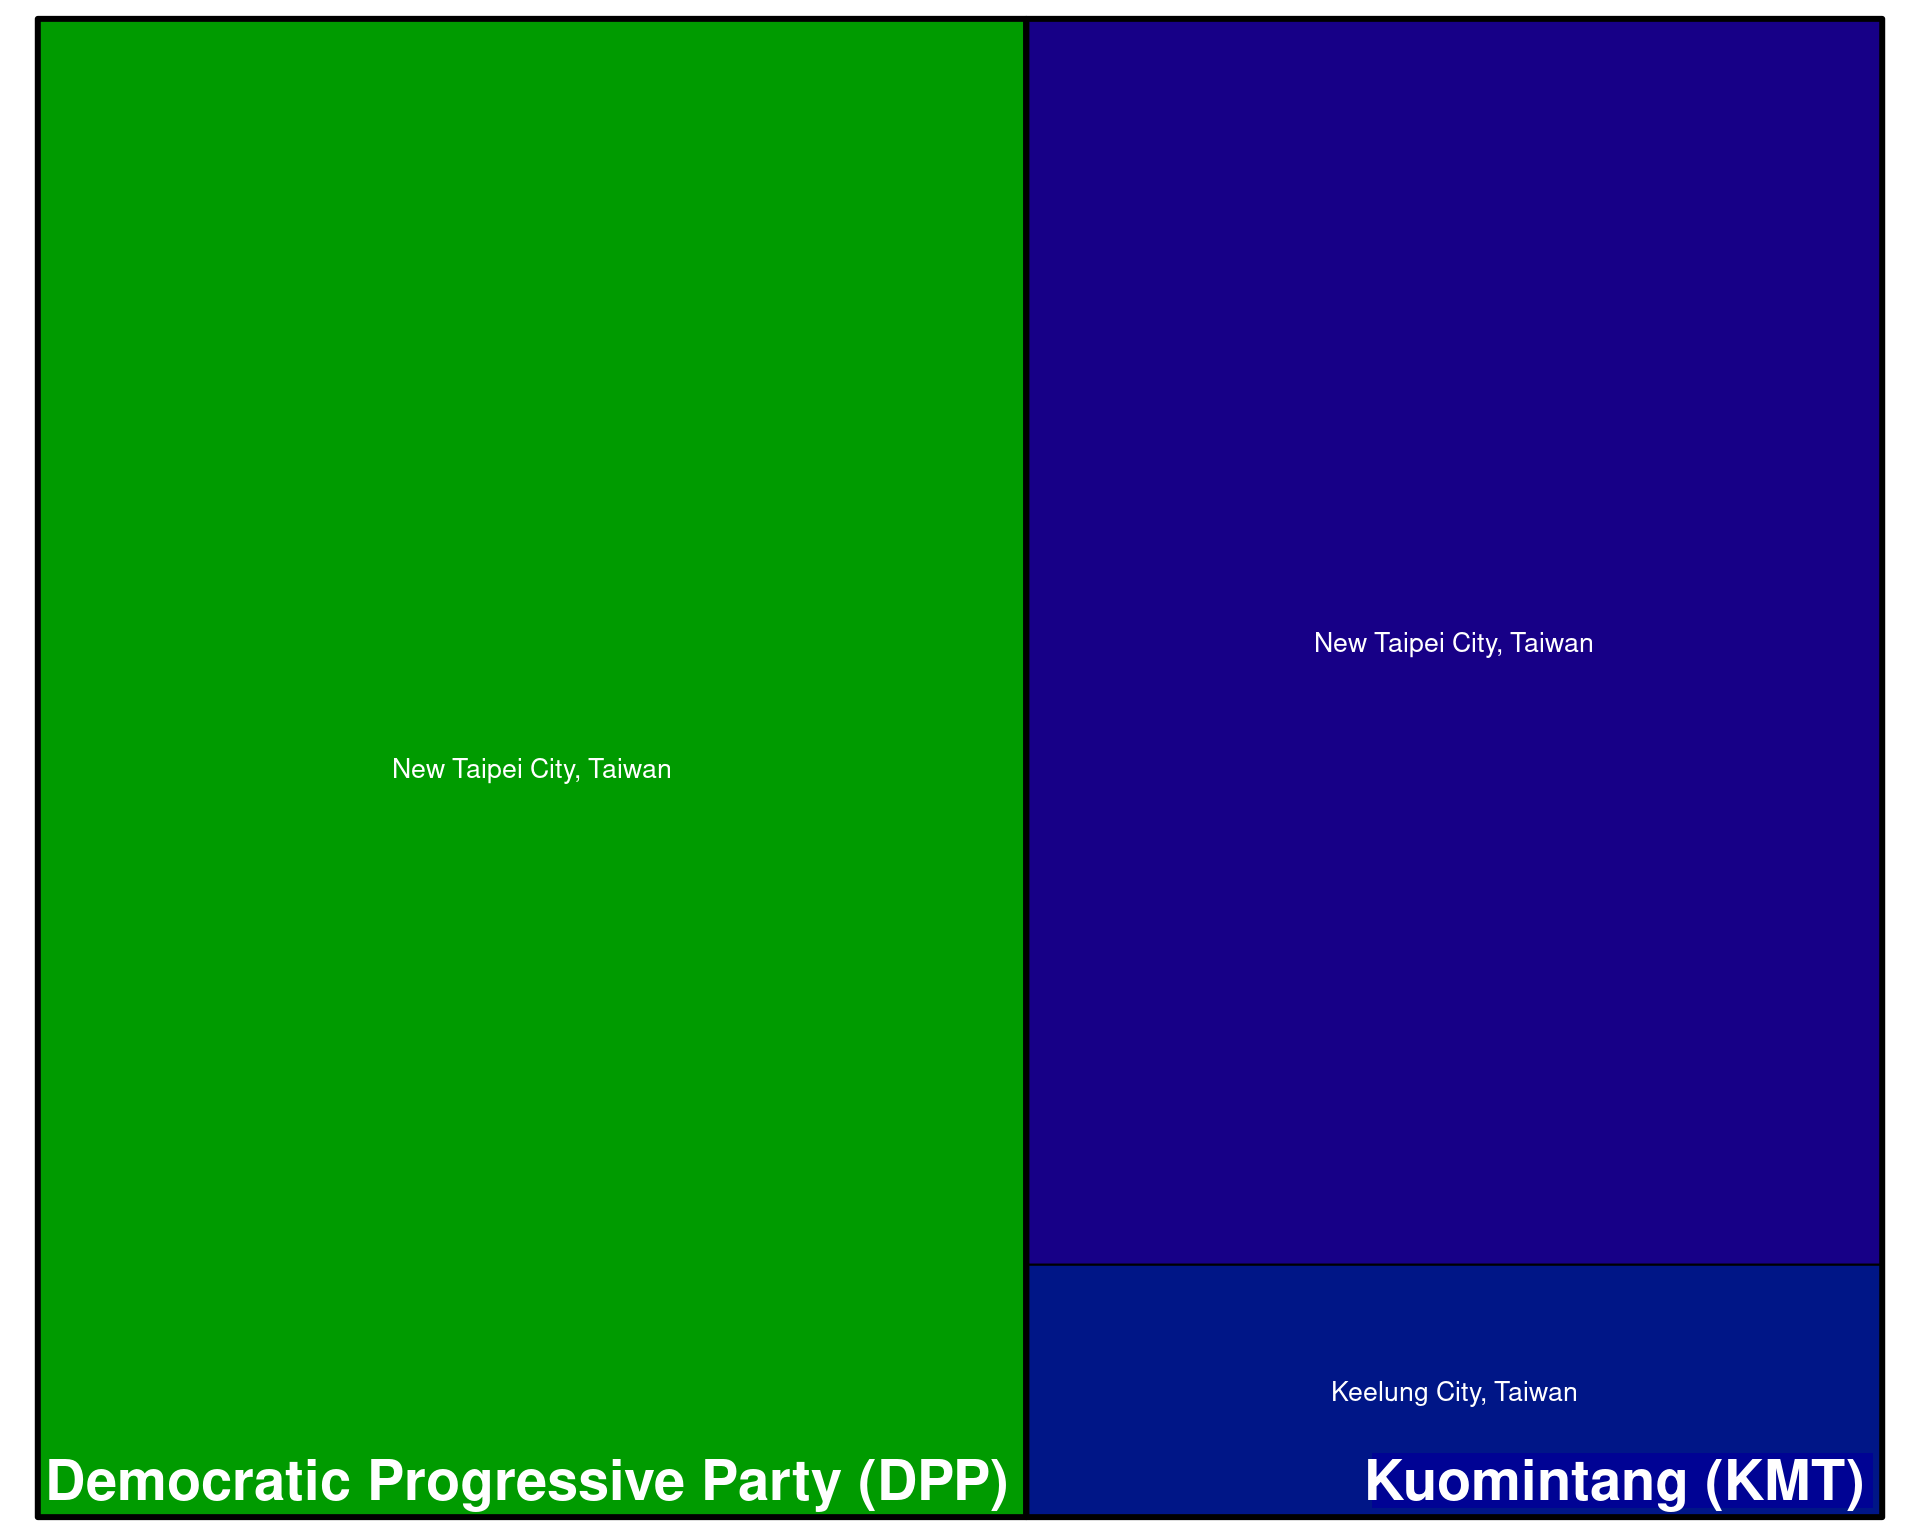 New Taipei City, Taiwan
Democratic Progressive Party (DPP)
New Taipei City, Taiwan
Keelung City, Taiwan
Kuomintang (KMT)